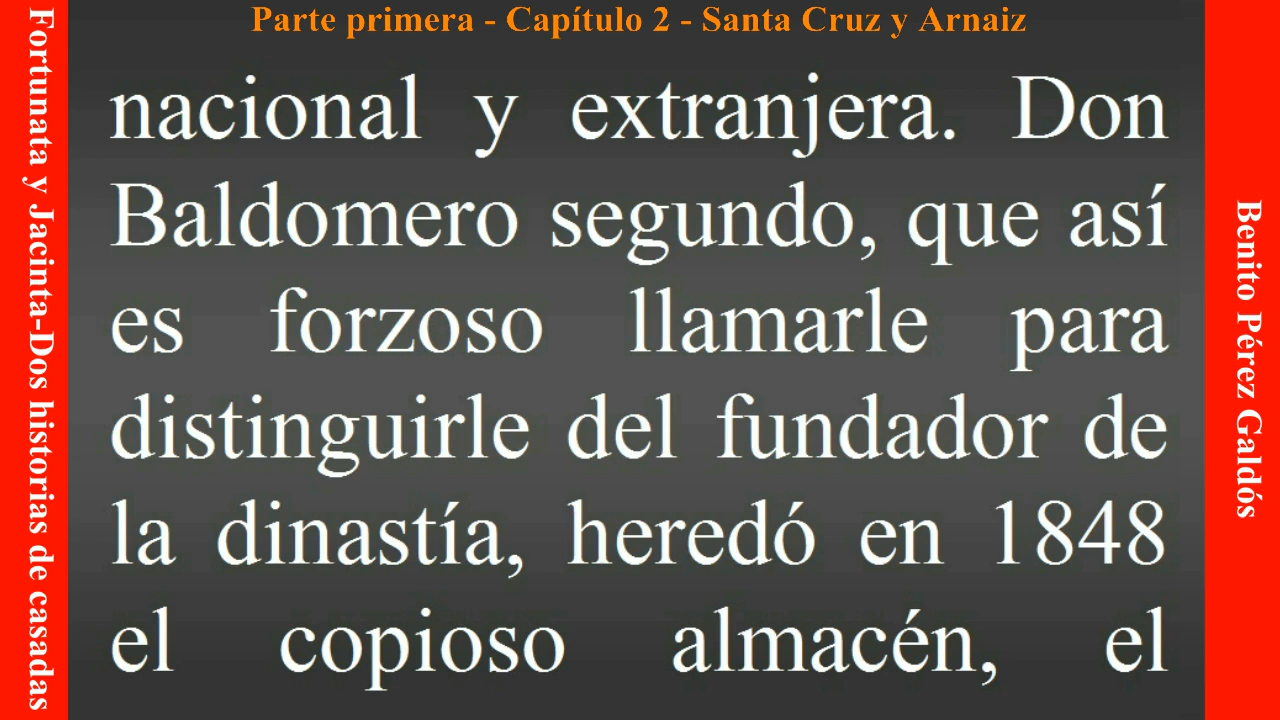 Parte primera - Capítulo 2 - Santa Cruz y Arnaiz
Fortunata y Jacinta-Dos historias de casadas
nacional y extranjera. Don
Baldomero segundo, que así
es forzoso llamarle para
distinguirle del fundador de
la dinastía, heredó en 1848
el copioso almacén, el
Benito Pérez Galdós